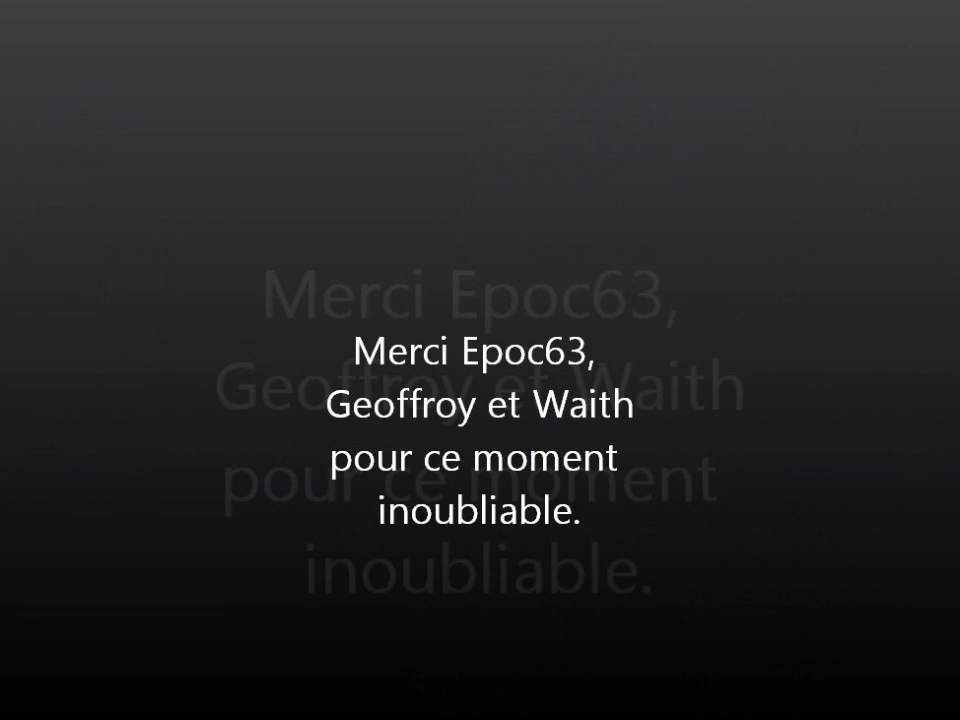 Merci Epoc63,
Geoffroy et Waith
pour ce moment
inoubliable.